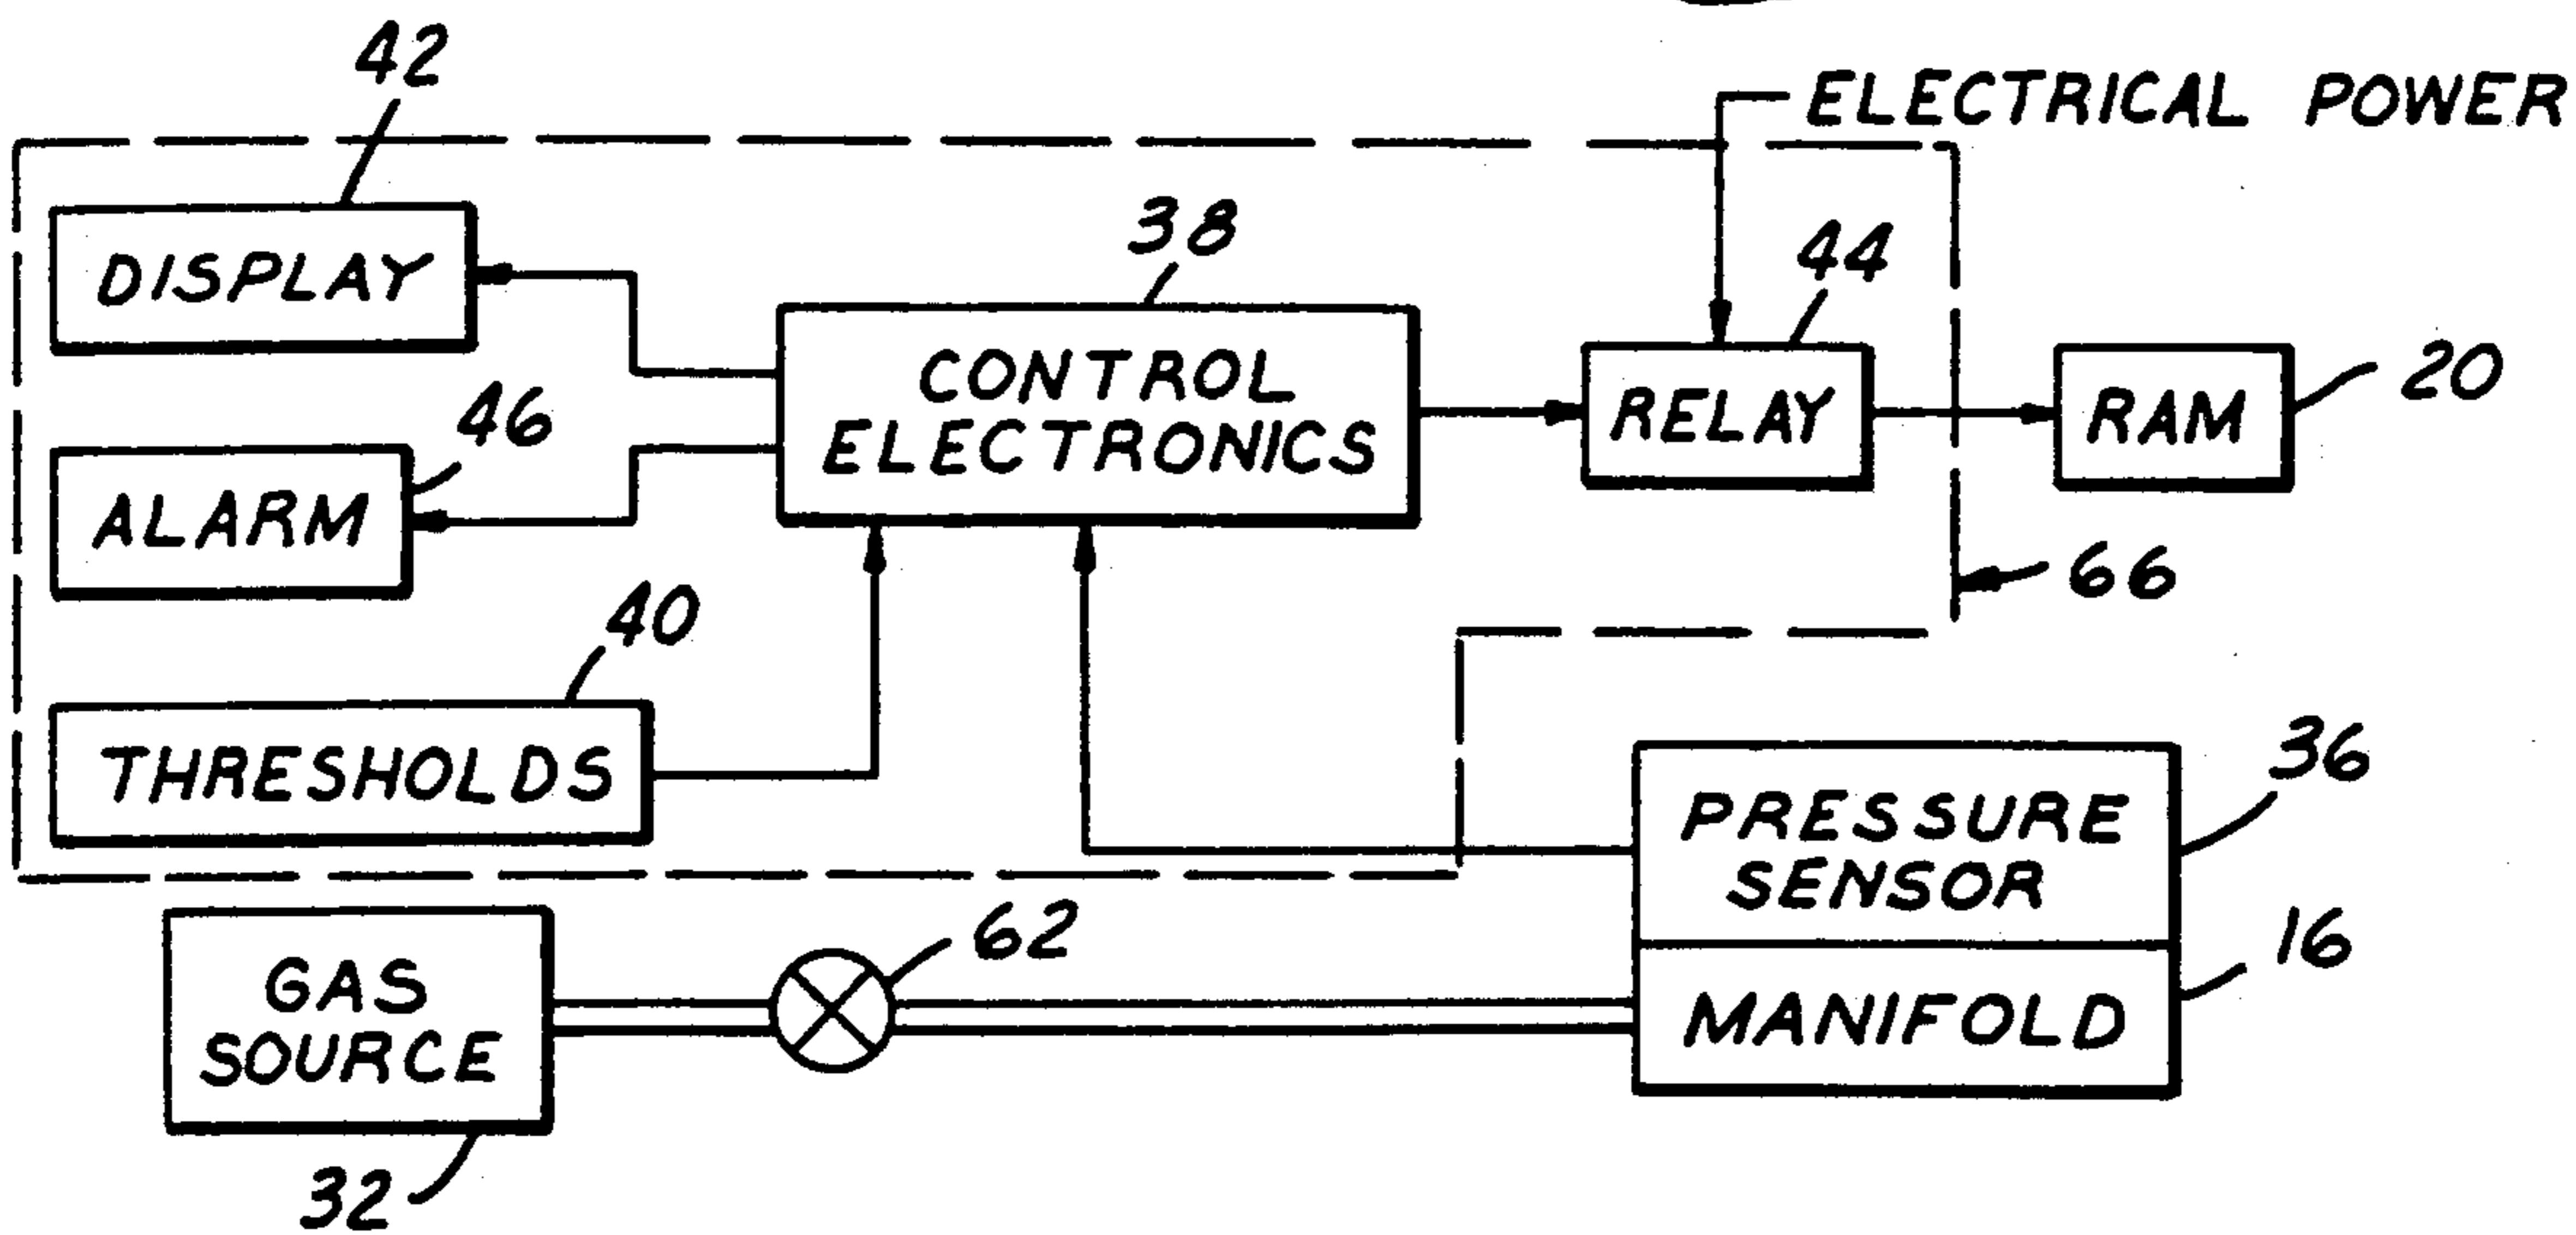 42
ELECTRICAL POWER
DISPLAY
38
44
CONTROL
ELECTRONICS
RELAY
RAM
20
46
ALARM
66
40
THRESHOLDS
36
PRESSURE
SENSOR
62
16
GAS
SOURCE
MANIFOLD
32